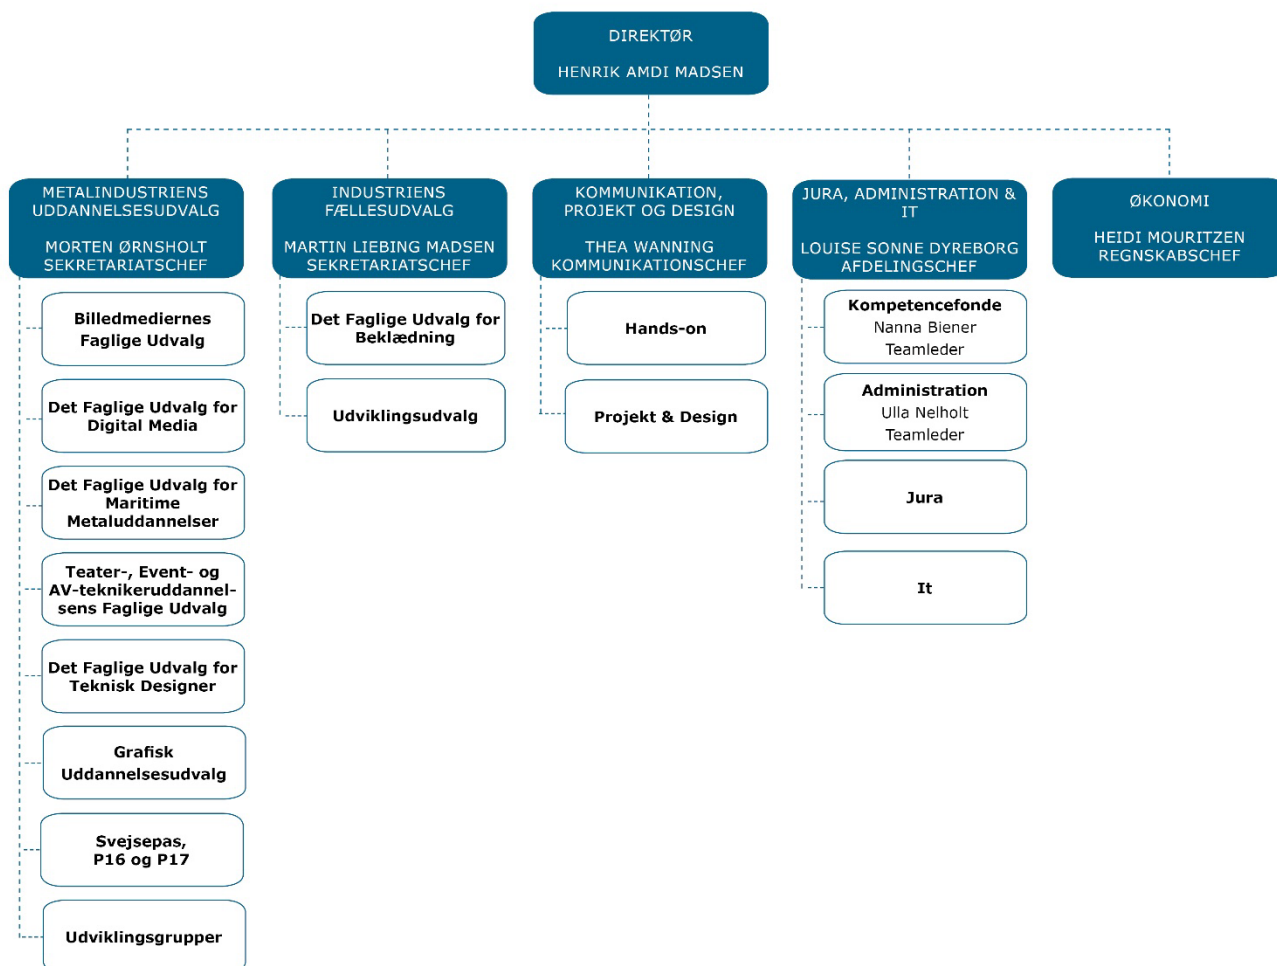 DIREKTØR
HENRIK AMDI MADSEN
METALINDUSTRIENS
UDDANNELSESUDVALG
MORTEN ØRNSHOLT
SEKRETARIATSCHEF
Billedmediernes
Faglige Udvalg
Det Faglige Udvalg for
Digital Media
Det Faglige Udvalg for
Maritime
Metaluddannelser
Teater-, Event- og
AV-teknikeruddannel-
sens Faglige Udvalg
Det Faglige Udvalg for
Teknisk Designer
Grafisk
Uddannelsesudvalg
Svejsepas,
P16 og P17
Udviklingsgrupper
INDUSTRIENS
FÆLLESUDVALG
MARTIN LIEBING MADSEN
SEKRETARIATSCHEF
Det Faglige Udvalg for
Beklædning
Udviklingsudvalg
KOMMUNIKATION,
PROJEKT OG DESIGN
THEA WANNING
KOMMUNIKATIONSCHEF
Hands-on
Projekt & Design
JURA, ADMINISTRATION &
IT
LOUISE SONNE DYREBORG
AFDELINGSCHEF
Kompetencefonde
Nanna Biener
Teamleder
Administration
Ulla Nelholt
Teamleder
Jura
It
ØKONOMI
HEIDI MOURITZEN
REGNSKABSCHEF